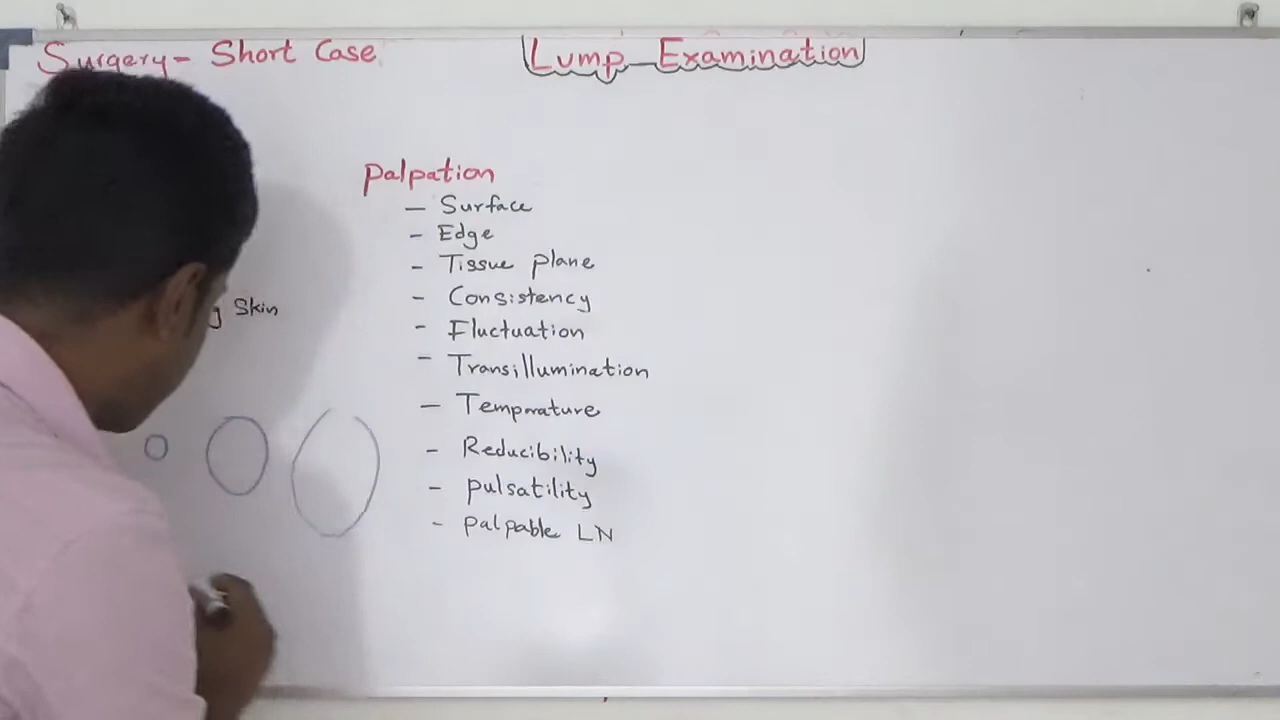 Surgery - Short Case
Lump Examination
Palpation
- Surface
- Edge
- Tissue plane
- Consistency
- Fluctuation
- Transillumination
- Temprature
- Reducibility
- Pulsatility
- Palpable LN
Skin